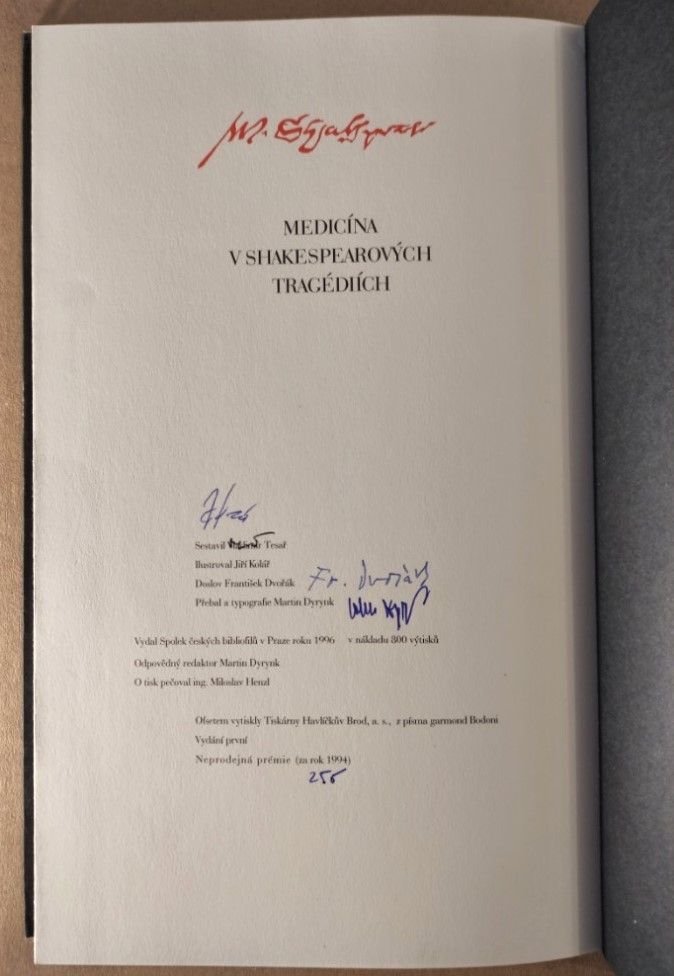 MEDICÍNA
V SHAKESPEAROVÝCH
TRAGÉDIÍCH
Sestavil Tesař
Ilustroval Jiří Kolář
Doslov František Dvořák Fr. Dvořák
Přebal a typografie Martin Dyrynk
Vydal Spolek českých bibliofilů v Praze roku 1996 v nákladu 800 výtisků
Odpovědný redaktor Martin Dyrynk
O tisk pečoval ing. Miloslav Henzl
Ofsetem vytiskly Tiskárny Havlíčkův Brod, a. s., z písma garmond Bodoni
Vydání první
Neprodejná prémie (za rok 1994)
256